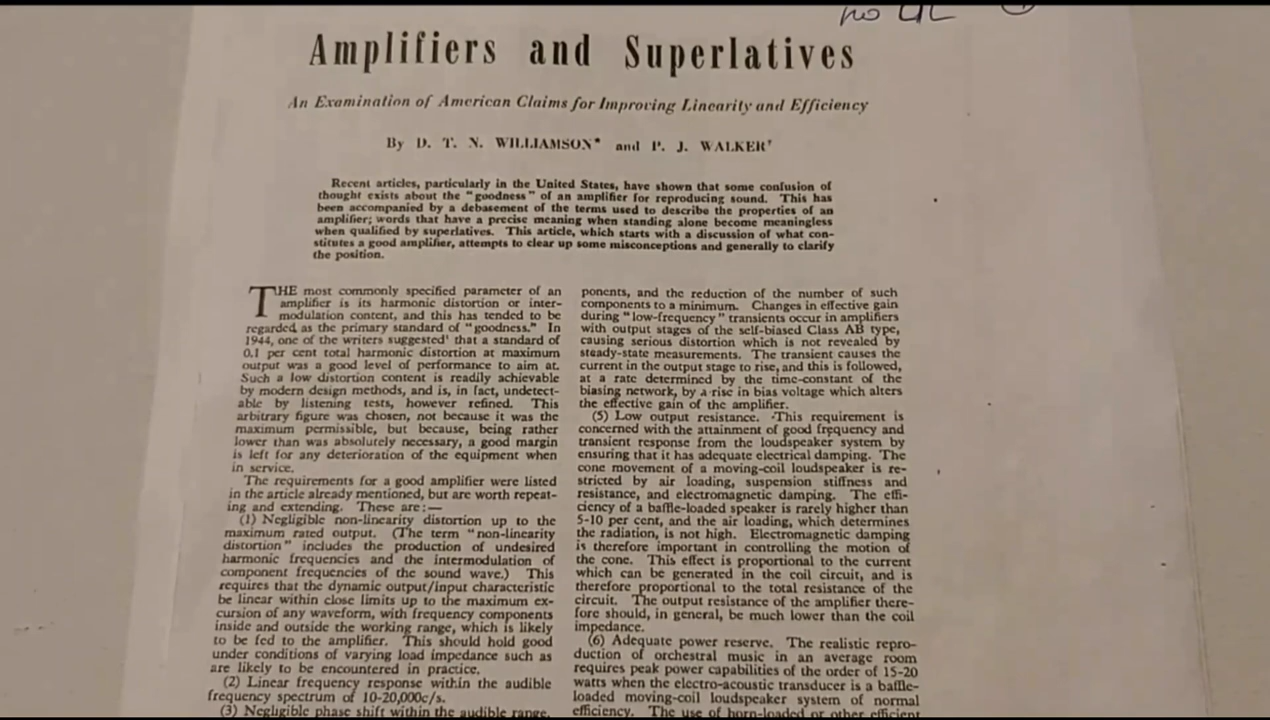 no UL
Amplifiers and Superlatives
An Examination of American Claims for Improving Linearity and Efficiency
By D. T. N. WILLIAMSON* and P. J. WALKER†
Recent articles, particularly in the United States, have shown that some confusion of
thought exists about the "goodness" of an amplifier for reproducing sound. This has
been accompanied by a debasement of the terms used to describe the properties of an
amplifier; words that have a precise meaning when standing alone become meaningless
when qualified by superlatives. This article, which starts with a discussion of what con-
stitutes a good amplifier, attempts to clear up some misconceptions and generally to clarify
the position.
THE most commonly specified parameter of an
amplifier is its harmonic distortion or inter-
modulation content, and this has tended to be
regarded as the primary standard of "goodness." In
1944, one of the writers suggested¹ that a standard of
0.1 per cent total harmonic distortion at maximum
output was a good level of performance to aim at.
Such a low distortion content is readily achievable
by modern design methods, and is, in fact, undetect-
able by listening tests, however refined. This
arbitrary figure was chosen, not because it was the
maximum permissible, but because, being rather
lower than was absolutely necessary, a good margin
is left for any deterioration of the equipment when
in service.
The requirements for a good amplifier were listed
in the article already mentioned, but are worth repeat-
ing and extending. These are:—
(1) Negligible non-linearity distortion up to the
maximum rated output. (The term "non-linearity
distortion" includes the production of undesired
harmonic frequencies and the intermodulation of
component frequencies of the sound wave.) This
requires that the dynamic output/input characteristic
be linear within close limits up to the maximum ex-
cursion of any waveform, with frequency components
inside and outside the working range, which is likely
to be fed to the amplifier. This should hold good
under conditions of varying load impedance such as
are likely to be encountered in practice.
(2) Linear frequency response within the audible
frequency spectrum of 10-20,000c/s.
(3) Negligible phase shift within the audible range.
ponents, and the reduction of the number of such
components to a minimum. Changes in effective gain
during "low-frequency" transients occur in amplifiers
with output stages of the self-biased Class AB type,
causing serious distortion which is not revealed by
steady-state measurements. The transient causes the
current in the output stage to rise, and this is followed,
at a rate determined by the time-constant of the
biasing network, by a rise in bias voltage which alters
the effective gain of the amplifier.
(5) Low output resistance. This requirement is
concerned with the attainment of good frequency and
transient response from the loudspeaker system by
ensuring that it has adequate electrical damping. The
cone movement of a moving-coil loudspeaker is re-
stricted by air loading, suspension stiffness and
resistance, and electromagnetic damping. The effi-
ciency of a baffle-loaded speaker is rarely higher than
5-10 per cent, and the air loading, which determines
the radiation, is not high. Electromagnetic damping
is therefore important in controlling the motion of
the cone. This effect is proportional to the current
which can be generated in the coil circuit, and is
therefore proportional to the total resistance of the
circuit. The output resistance of the amplifier there-
fore should, in general, be much lower than the coil
impedance.
(6) Adequate power reserve. The realistic repro-
duction of orchestral music in an average room
requires peak power capabilities of the order of 15-20
watts when the electro-acoustic transducer is a baffle-
loaded moving-coil loudspeaker system of normal
efficiency. The use of horn-loaded or other efficient